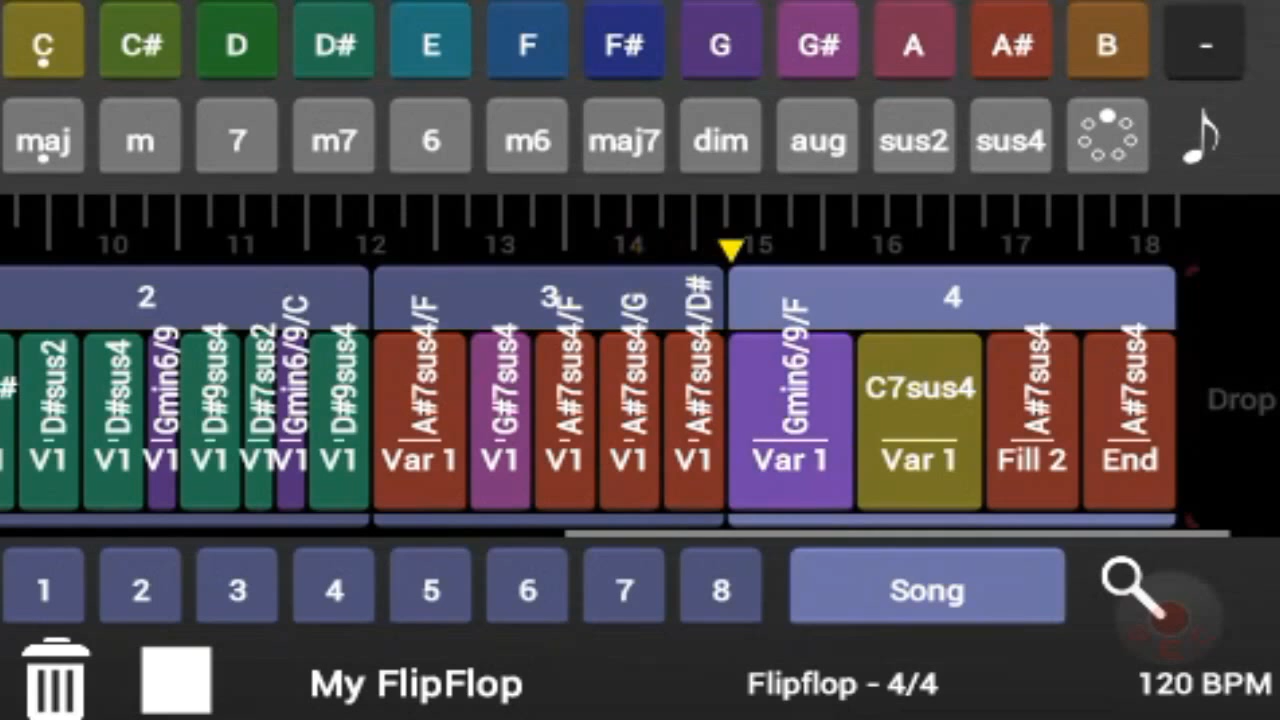 C C# D D# E F F# G G# A A# B -
maj m 7 m7 6 m6 maj7 dim aug sus2 sus4
10 11 12 13 14 15 16 17 18
2 3 4
# D#sus2 D#sus4 Gmin6/9 D#9sus4 D#7sus2 Gmin6/9/C D#9sus4 A#7sus4/F G#7sus4 A#7sus4/F A#7sus4/G A#7sus4/D# Gmin6/9/F C7sus4 A#7sus4 A#7sus4 Drop
V1 V1 V1 V1 V1 V1 V1 Var 1 V1 V1 V1 V1 Var 1 Var 1 Fill 2 End
1 2 3 4 5 6 7 8 Song
My FlipFlop Flipflop - 4/4 120 BPM